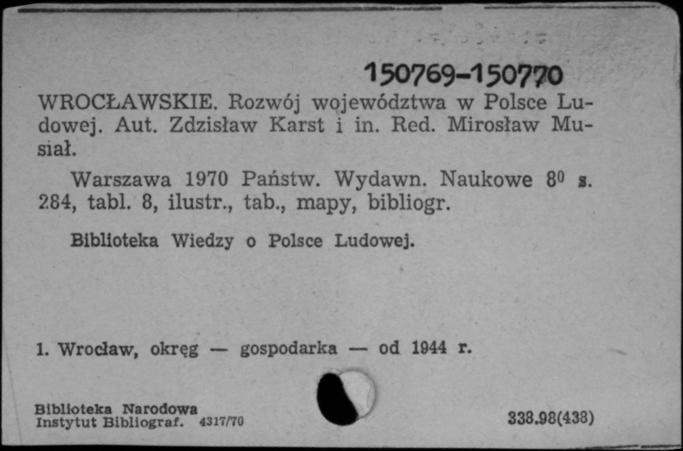 150769-150770
WROCŁAWSKIE. Rozwój województwa w Polsce Lu-
dowej. Aut. Zdzisław Karst i in. Red. Mirosław Mu-
siał.
Warszawa 1970 Państw. Wydawn. Naukowe 8⁰ s.
284, tabl. 8, ilustr., tab., mapy, bibliogr.
Biblioteka Wiedzy o Polsce Ludowej.
1. Wrocław, okręg — gospodarka — od 1944 r.
Biblioteka Narodowa
Instytut Bibliograf. 4317/70
338.98(438)